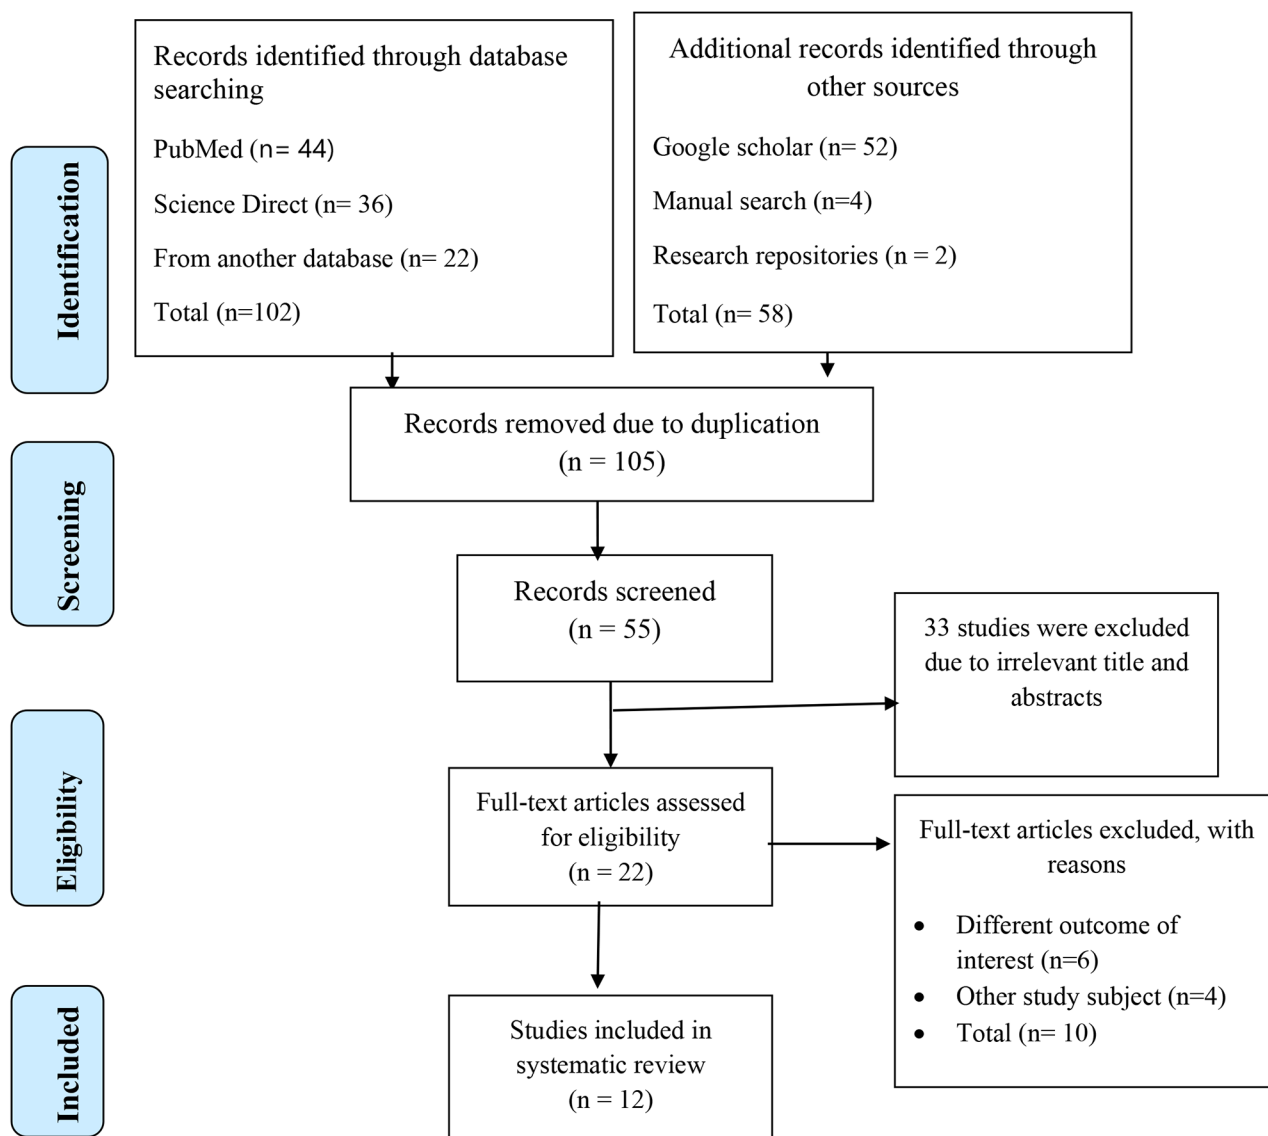 Records identified through database
searching
PubMed (n= 44)
Science Direct (n= 36)
From another database (n= 22)
Total (n=102)
Additional records identified through
other sources
Google scholar (n= 52)
Manual search (n=4)
Research repositories (n = 2)
Total (n= 58)
Identification
Records removed due to duplication
(n = 105)
Screening
Records screened
(n = 55)
33 studies were excluded
due to irrelevant title and
abstracts
Eligibility
Full-text articles assessed
for eligibility
(n = 22)
Full-text articles excluded, with
reasons
• Different outcome of
interest (n=6)
• Other study subject (n=4)
• Total (n= 10)
Included
Studies included in
systematic review
(n = 12)